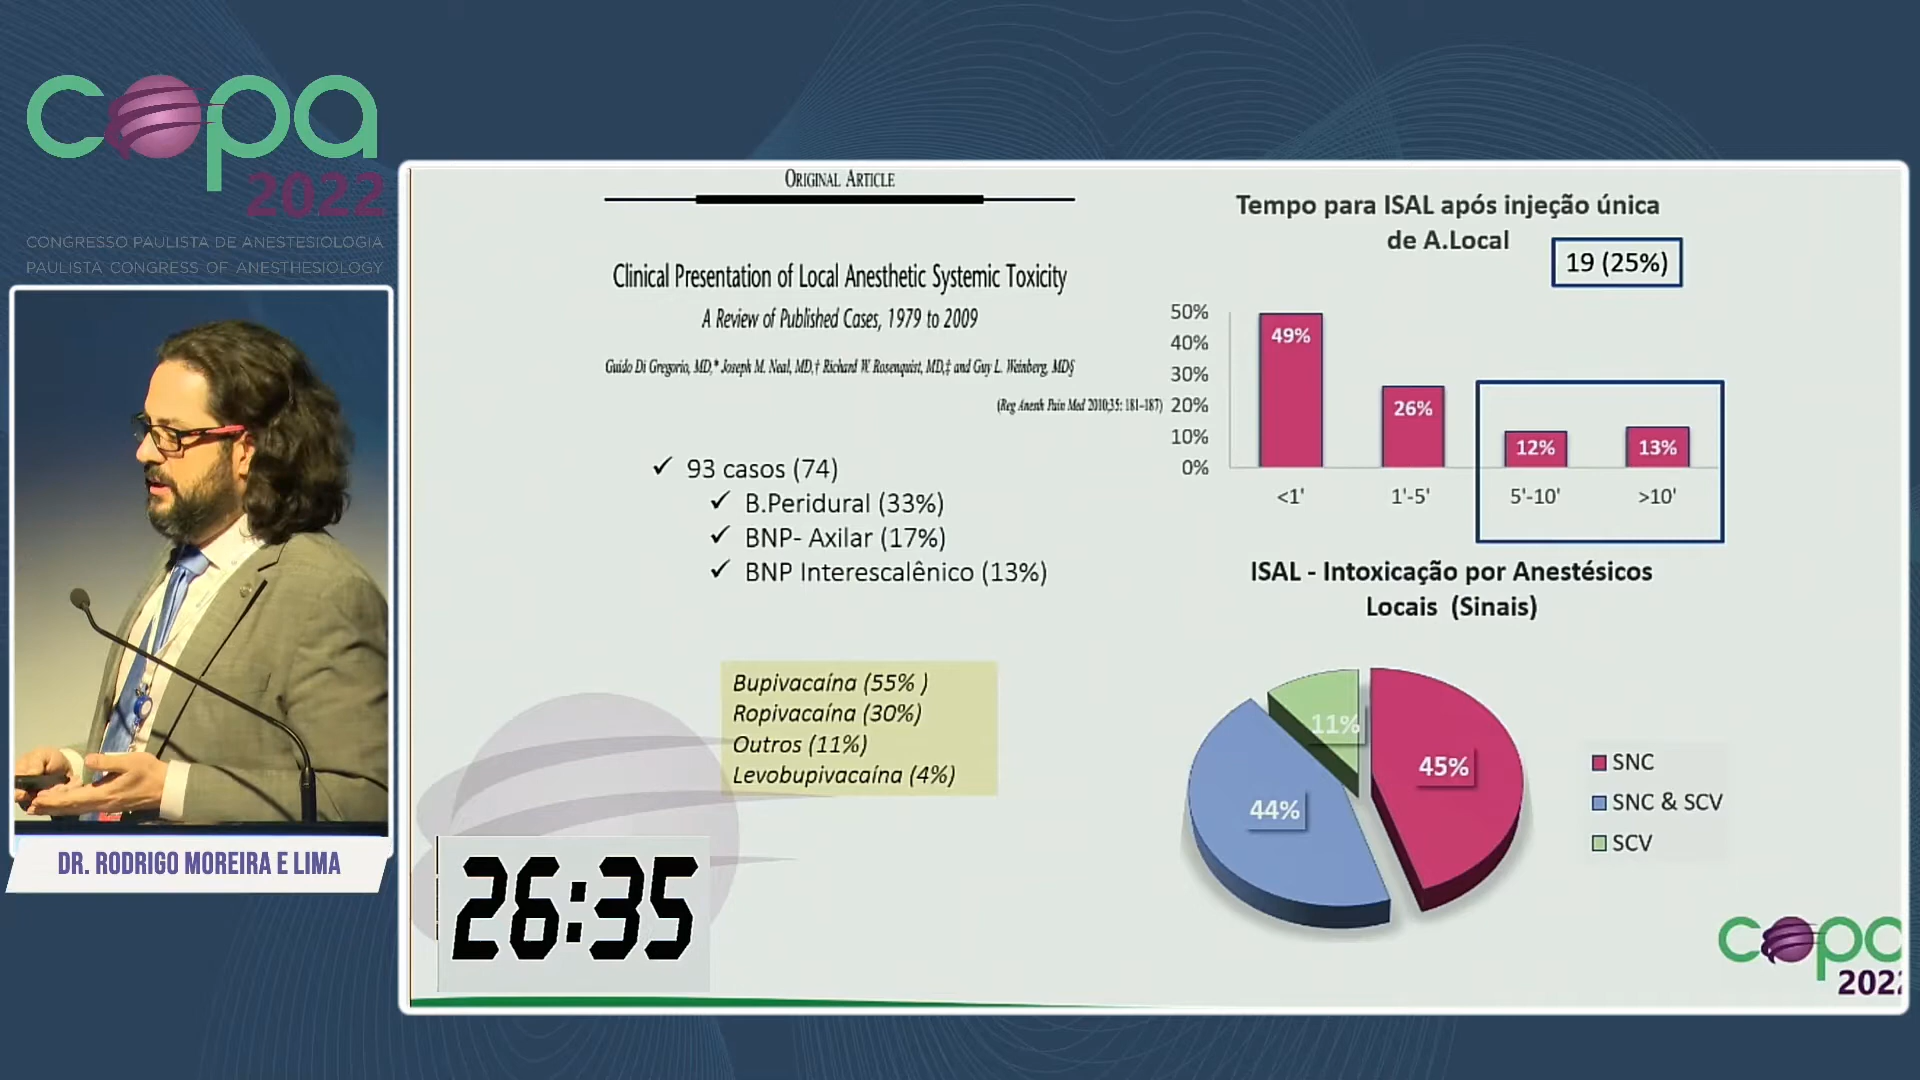 copa
2022
CONGRESSO PAULISTA DE ANESTESIOLOGIA
PAULISTA CONGRESS OF ANESTHESIOLOGY
DR. RODRIGO MOREIRA E LIMA
ORIGINAL ARTICLE
Clinical Presentation of Local Anesthetic Systemic Toxicity
A Review of Published Cases, 1979 to 2009
Guido Di Gregorio, MD,* Joseph M. Neal, MD,† Richard W. Rosenquist, MD,‡ and Guy L. Weinberg, MD§
(Reg Anesth Pain Med 2010;35: 181–187)
✓ 93 casos (74)
✓ B.Peridural (33%)
✓ BNP- Axilar (17%)
✓ BNP Interescalênico (13%)
Bupivacaína (55% )
Ropivacaína (30%)
Outros (11%)
Levobupivacaína (4%)
26:35
Tempo para ISAL após injeção única
de A.Local
19 (25%)
50%
40%
30%
20%
10%
0%
49%
26%
12%
13%
<1'
1'-5'
5'-10'
>10'
ISAL - Intoxicação por Anestésicos
Locais (Sinais)
11%
45%
44%
SNC
SNC & SCV
SCV
copa
2022